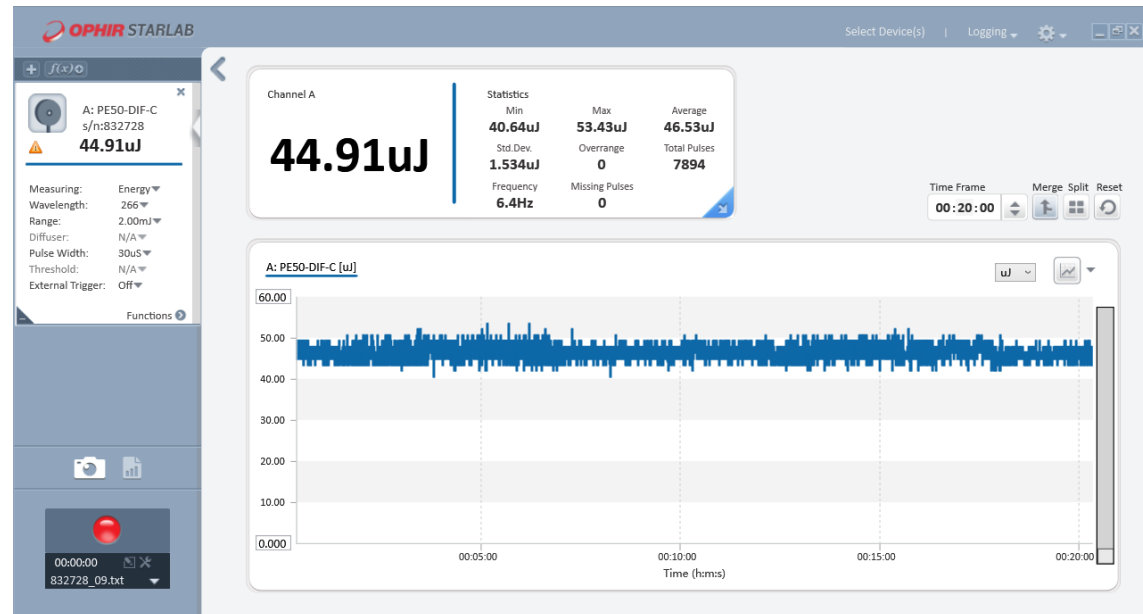 OPHIR STARLAB
Select Device(s) | Logging
f(x)
A: PE50-DIF-C
s/n:832728
44.91uJ
Measuring: Energy
Wavelength: 266
Range: 2.00mJ
Diffuser: N/A
Pulse Width: 30uS
Threshold: N/A
External Trigger: Off
Functions
00:00:00
832728_09.txt
Channel A
44.91uJ
Statistics
Min Max Average
40.64uJ 53.43uJ 46.53uJ
Std.Dev. Overrange Total Pulses
1.534uJ 0 7894
Frequency Missing Pulses
6.4Hz 0
Time Frame Merge Split Reset
00:20:00
A: PE50-DIF-C [uJ]
uJ
60.00
50.00
40.00
30.00
20.00
10.00
0.000
00:05:00 00:10:00 00:15:00 00:20:00
Time (h:m:s)